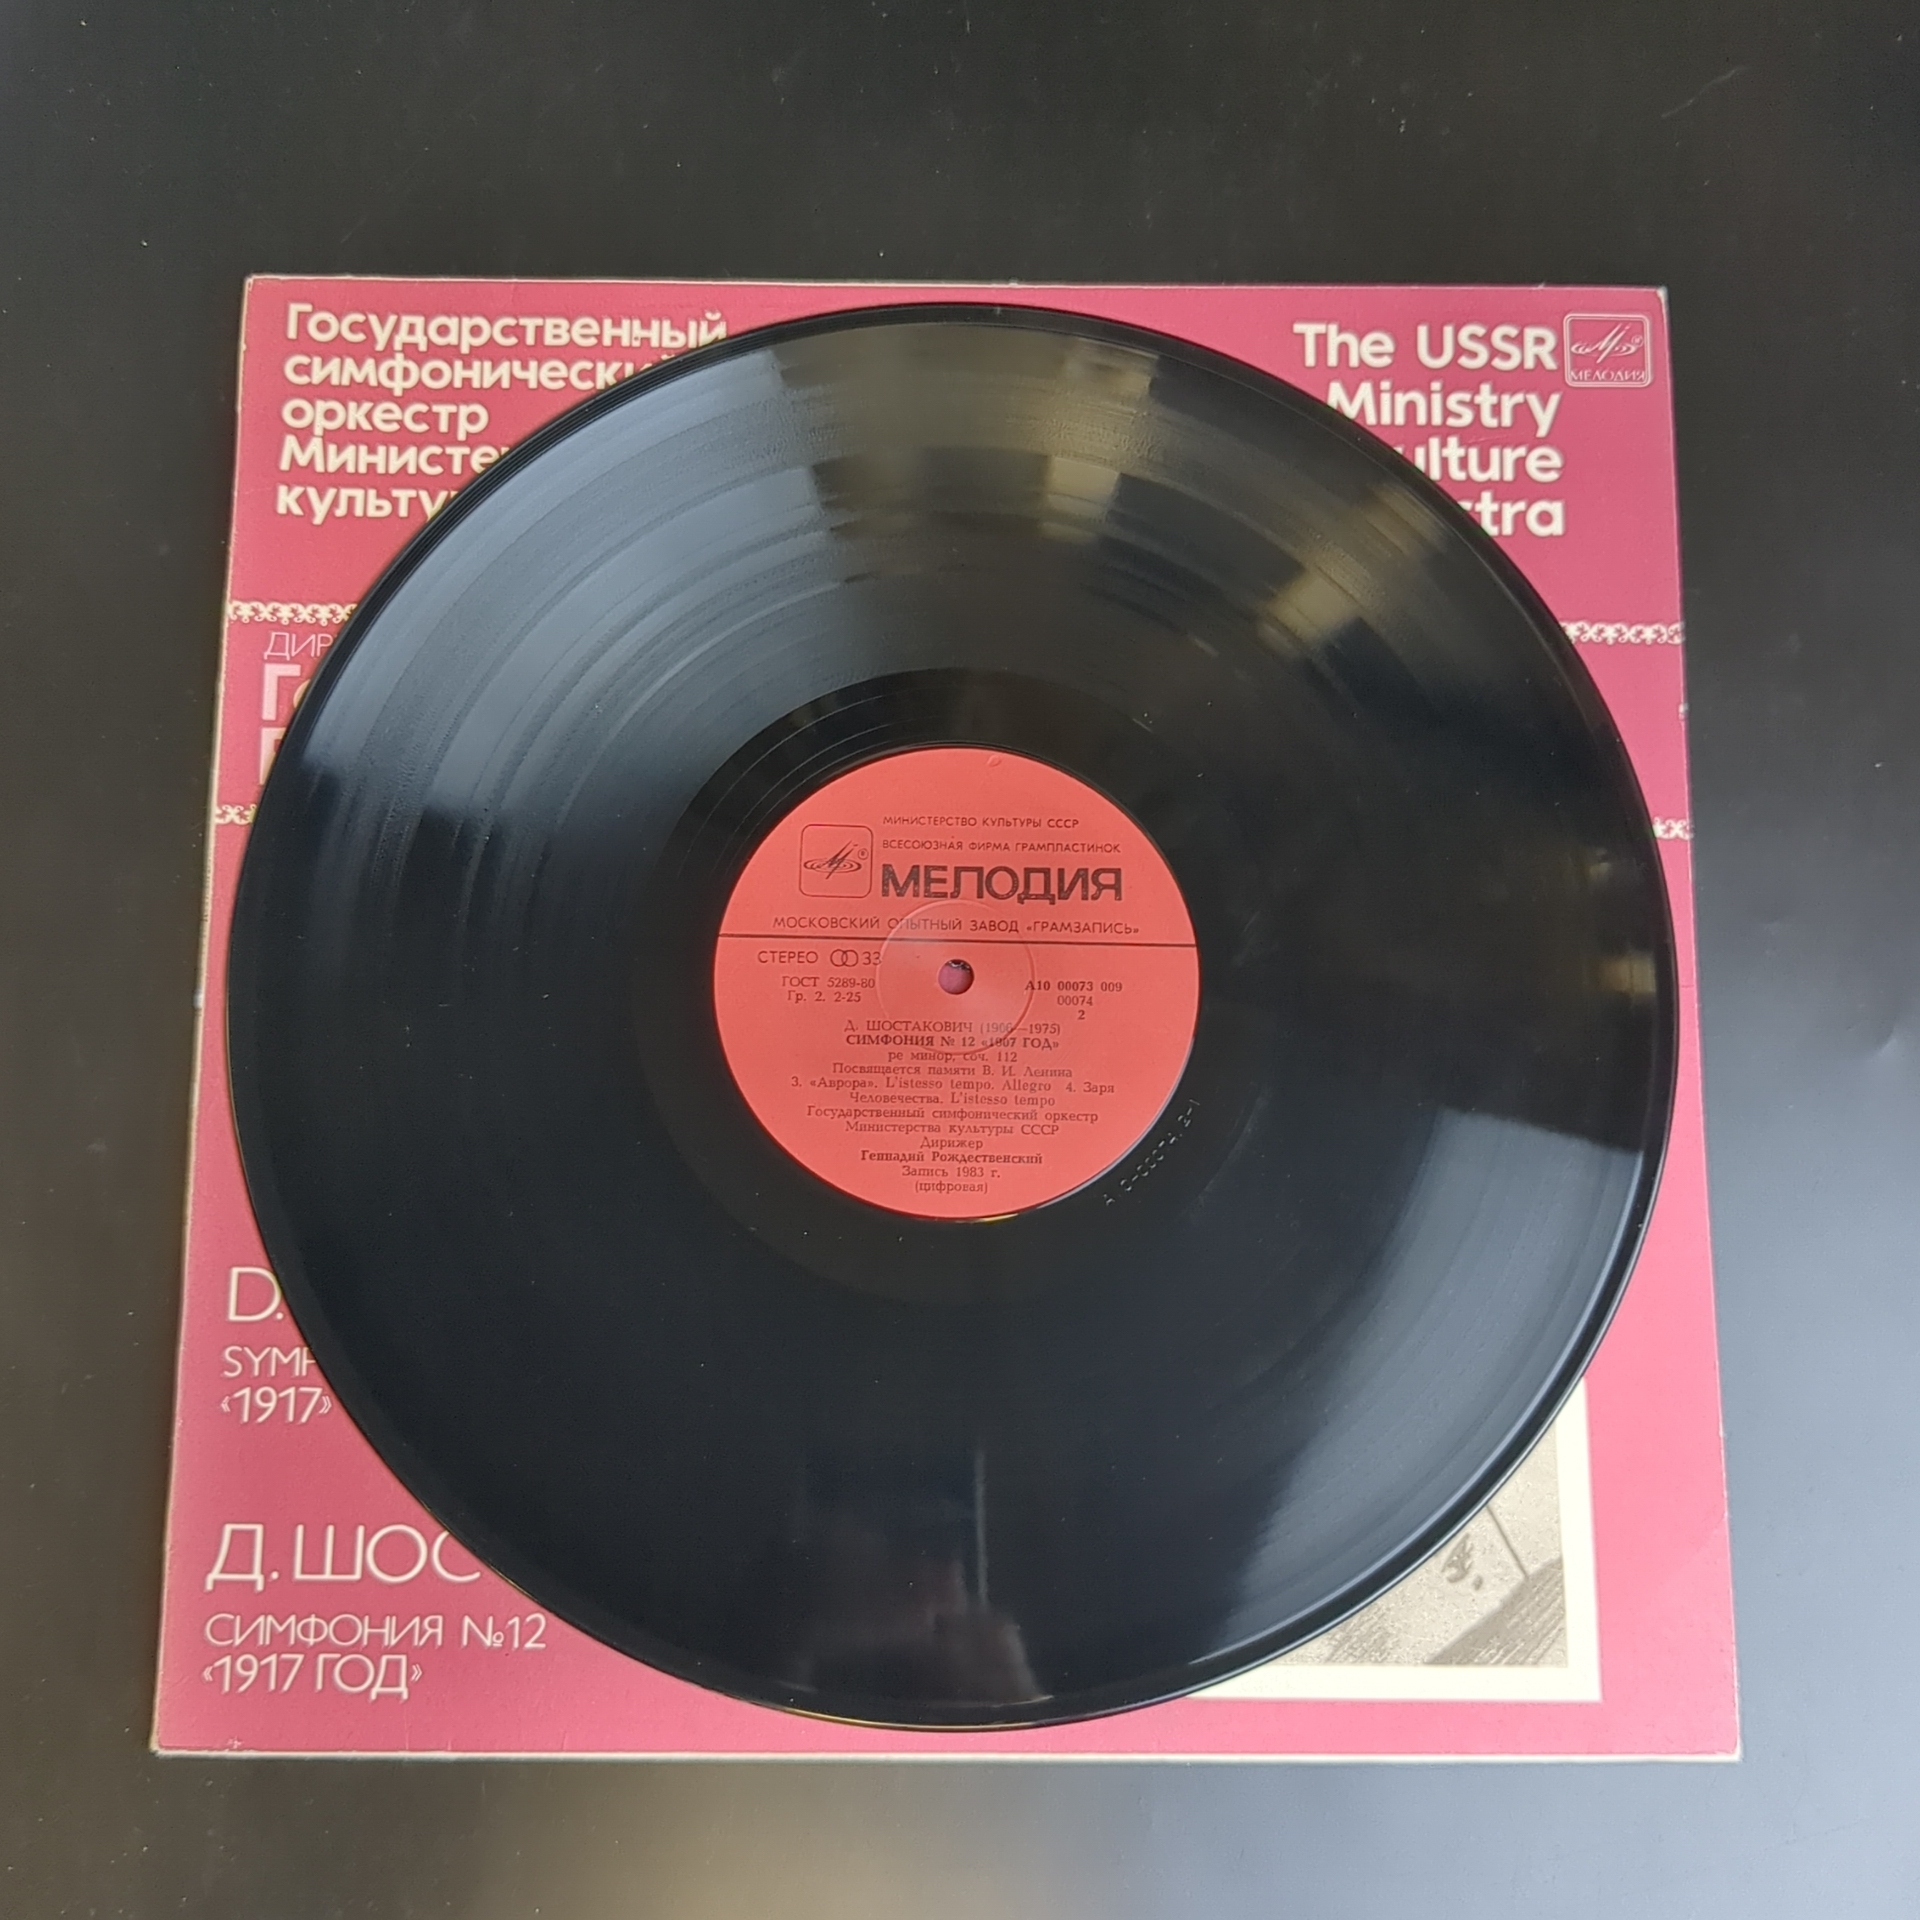 Государственный
симфонический
оркестр
культу
The USSR
Ministry
ulture
stra
МЕЛОДИЯ
ДИР
D.
SYMP
«1917»
Д. ШОС
СИМФОНИЯ №12
«1917 ГОД»
МИНИСТЕРСТВО КУЛЬТУРЫ СССР
ВСЕСОЮЗНАЯ ФИРМА ГРАМПЛАСТИНОК
МЕЛОДИЯ
МОСКОВСКИЙ ОПЫТНЫЙ ЗАВОД «ГРАМЗАПИСЬ»
СТЕРЕО 33
ГОСТ 5289-80
Гр. 2. 2-25
А10 00073 009
00074
2
Д. ШОСТАКОВИЧ (1906—1975)
СИМФОНИЯ № 12 «1907 ГОД»
ре минор, соч. 112
Посвящается памяти В. И. Ленина
3. «Аврора». L'istesso tempo. Allegro 4. Заря
Человечества. L'istesso tempo
Государственный симфонический оркестр
Министерства культуры СССР
Дирижер
Геннадий Рождественский
Запись 1983 г.
(цифровая)